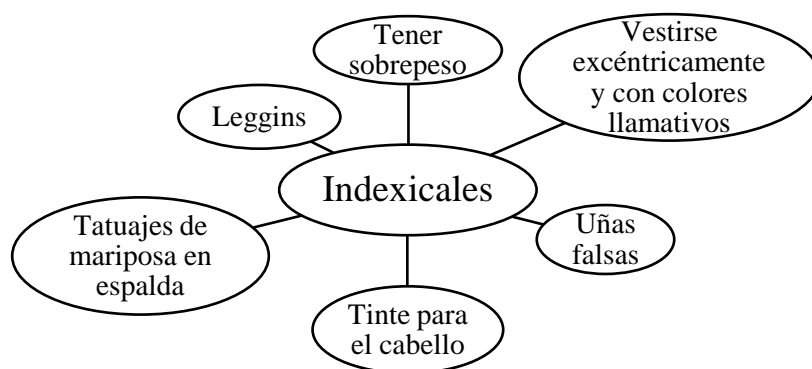 Tener
sobrepeso
Vestirse
excéntricamente
y con colores
llamativos
Leggins
Indexicales
Tatuajes de
mariposa en
espalda
Uñas
falsas
Tinte para
el cabello